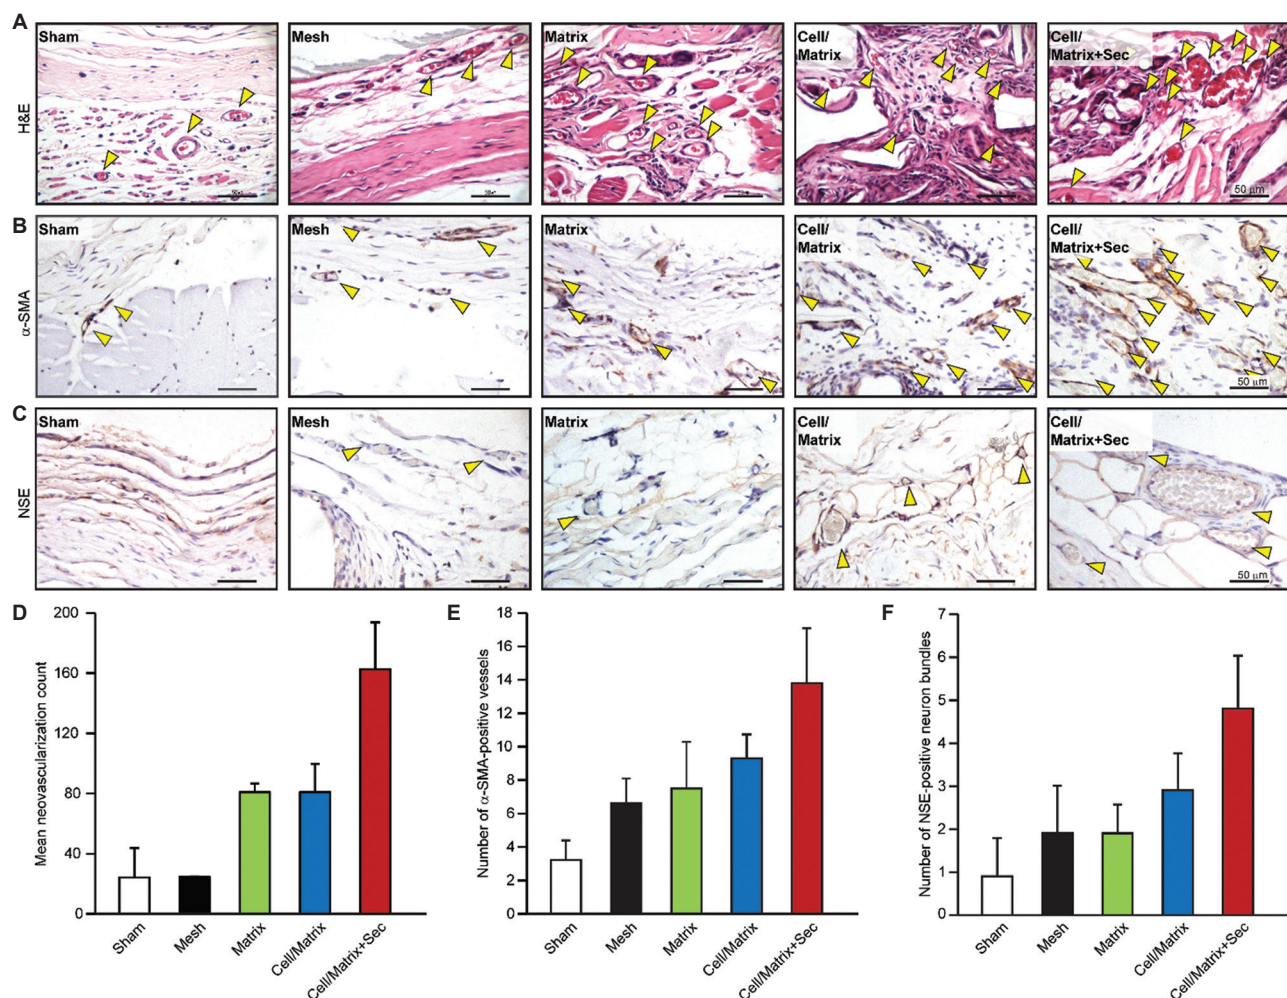 A
H&E
Sham
Mesh
Matrix
Cell/
Matrix
Cell/
Matrix+Sec
50 µm
B
α-SMA
Sham
Mesh
Matrix
Cell/
Matrix
Cell/
Matrix+Sec
50 µm
C
NSE
Sham
Mesh
Matrix
Cell/
Matrix
Cell/
Matrix+Sec
50 µm
D
Mean neovascularization count
200
160
120
80
40
0
Sham
Mesh
Matrix
Cell/Matrix
Cell/Matrix+Sec
E
Number of α-SMA-positive vessels
18
16
14
12
10
8
6
4
2
0
Sham
Mesh
Matrix
Cell/Matrix
Cell/Matrix+Sec
F
Number of NSE-positive neuron bundles
7
6
5
4
3
2
1
0
Sham
Mesh
Matrix
Cell/Matrix
Cell/Matrix+Sec